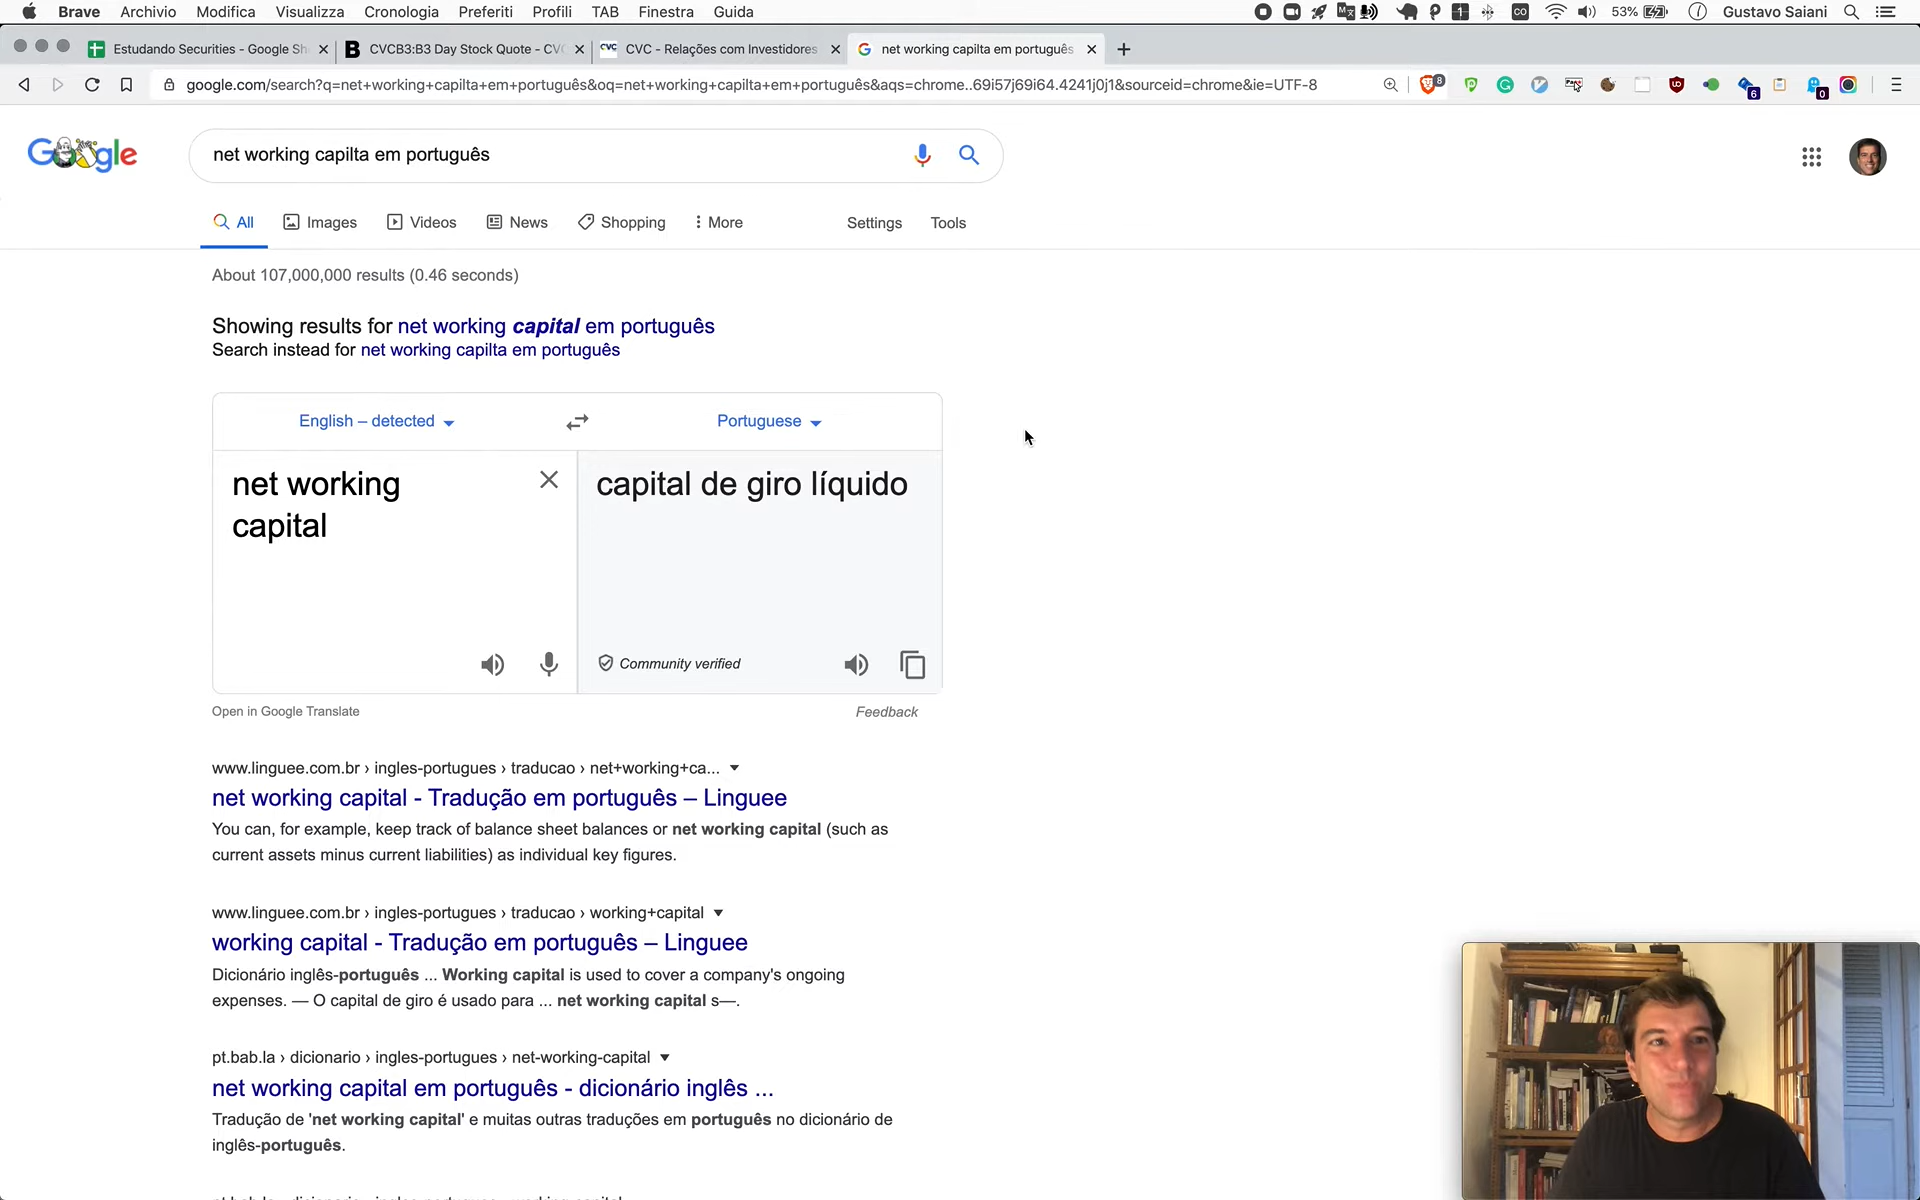 Brave Archivio Modifica Visualizza Cronologia Preferiti Profili TAB Finestra Guida 53% Gustavo Saiani
Estudando Securities - Google Sh CVCB3:B3 Day Stock Quote - CVC CVC - Relações com Investidores net working capilta em português
google.com/search?q=net+working+capilta+em+português&oq=net+working+capilta+em+português&aqs=chrome..69i57j69i64.4241j0j1&sourceid=chrome&ie=UTF-8
Google
net working capilta em português
All Images Videos News Shopping More Settings Tools
About 107,000,000 results (0.46 seconds)
Showing results for net working capital em português
Search instead for net working capilta em português
English – detected Portuguese
net working
capital
capital de giro líquido
Community verified
Open in Google Translate Feedback
www.linguee.com.br › ingles-portugues › traducao › net+working+ca...
net working capital - Tradução em português – Linguee
You can, for example, keep track of balance sheet balances or net working capital (such as
current assets minus current liabilities) as individual key figures.
www.linguee.com.br › ingles-portugues › traducao › working+capital
working capital - Tradução em português – Linguee
Dicionário inglês-português ... Working capital is used to cover a company's ongoing
expenses. — O capital de giro é usado para ... net working capital s—.
pt.bab.la › dicionario › ingles-portugues › net-working-capital
net working capital em português - dicionário inglês ...
Tradução de 'net working capital' e muitas outras traduções em português no dicionário de
inglês-português.